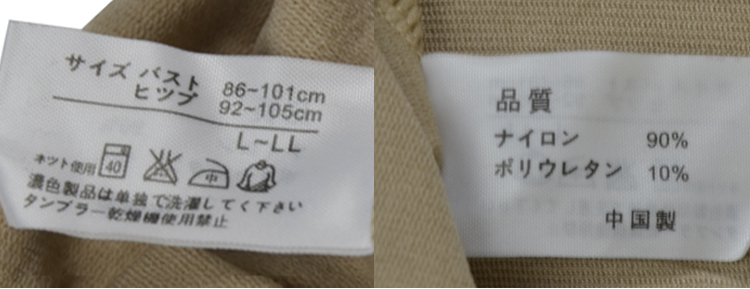 サイズ バスト 86~101cm
ヒップ 92~105cm
L~LL
ネット使用 40 中
濃色製品は単独で洗濯してく下さい
タンブラー乾燥機使用禁止
品質
ナイロン 90%
ポリウレタン 10%
中国製